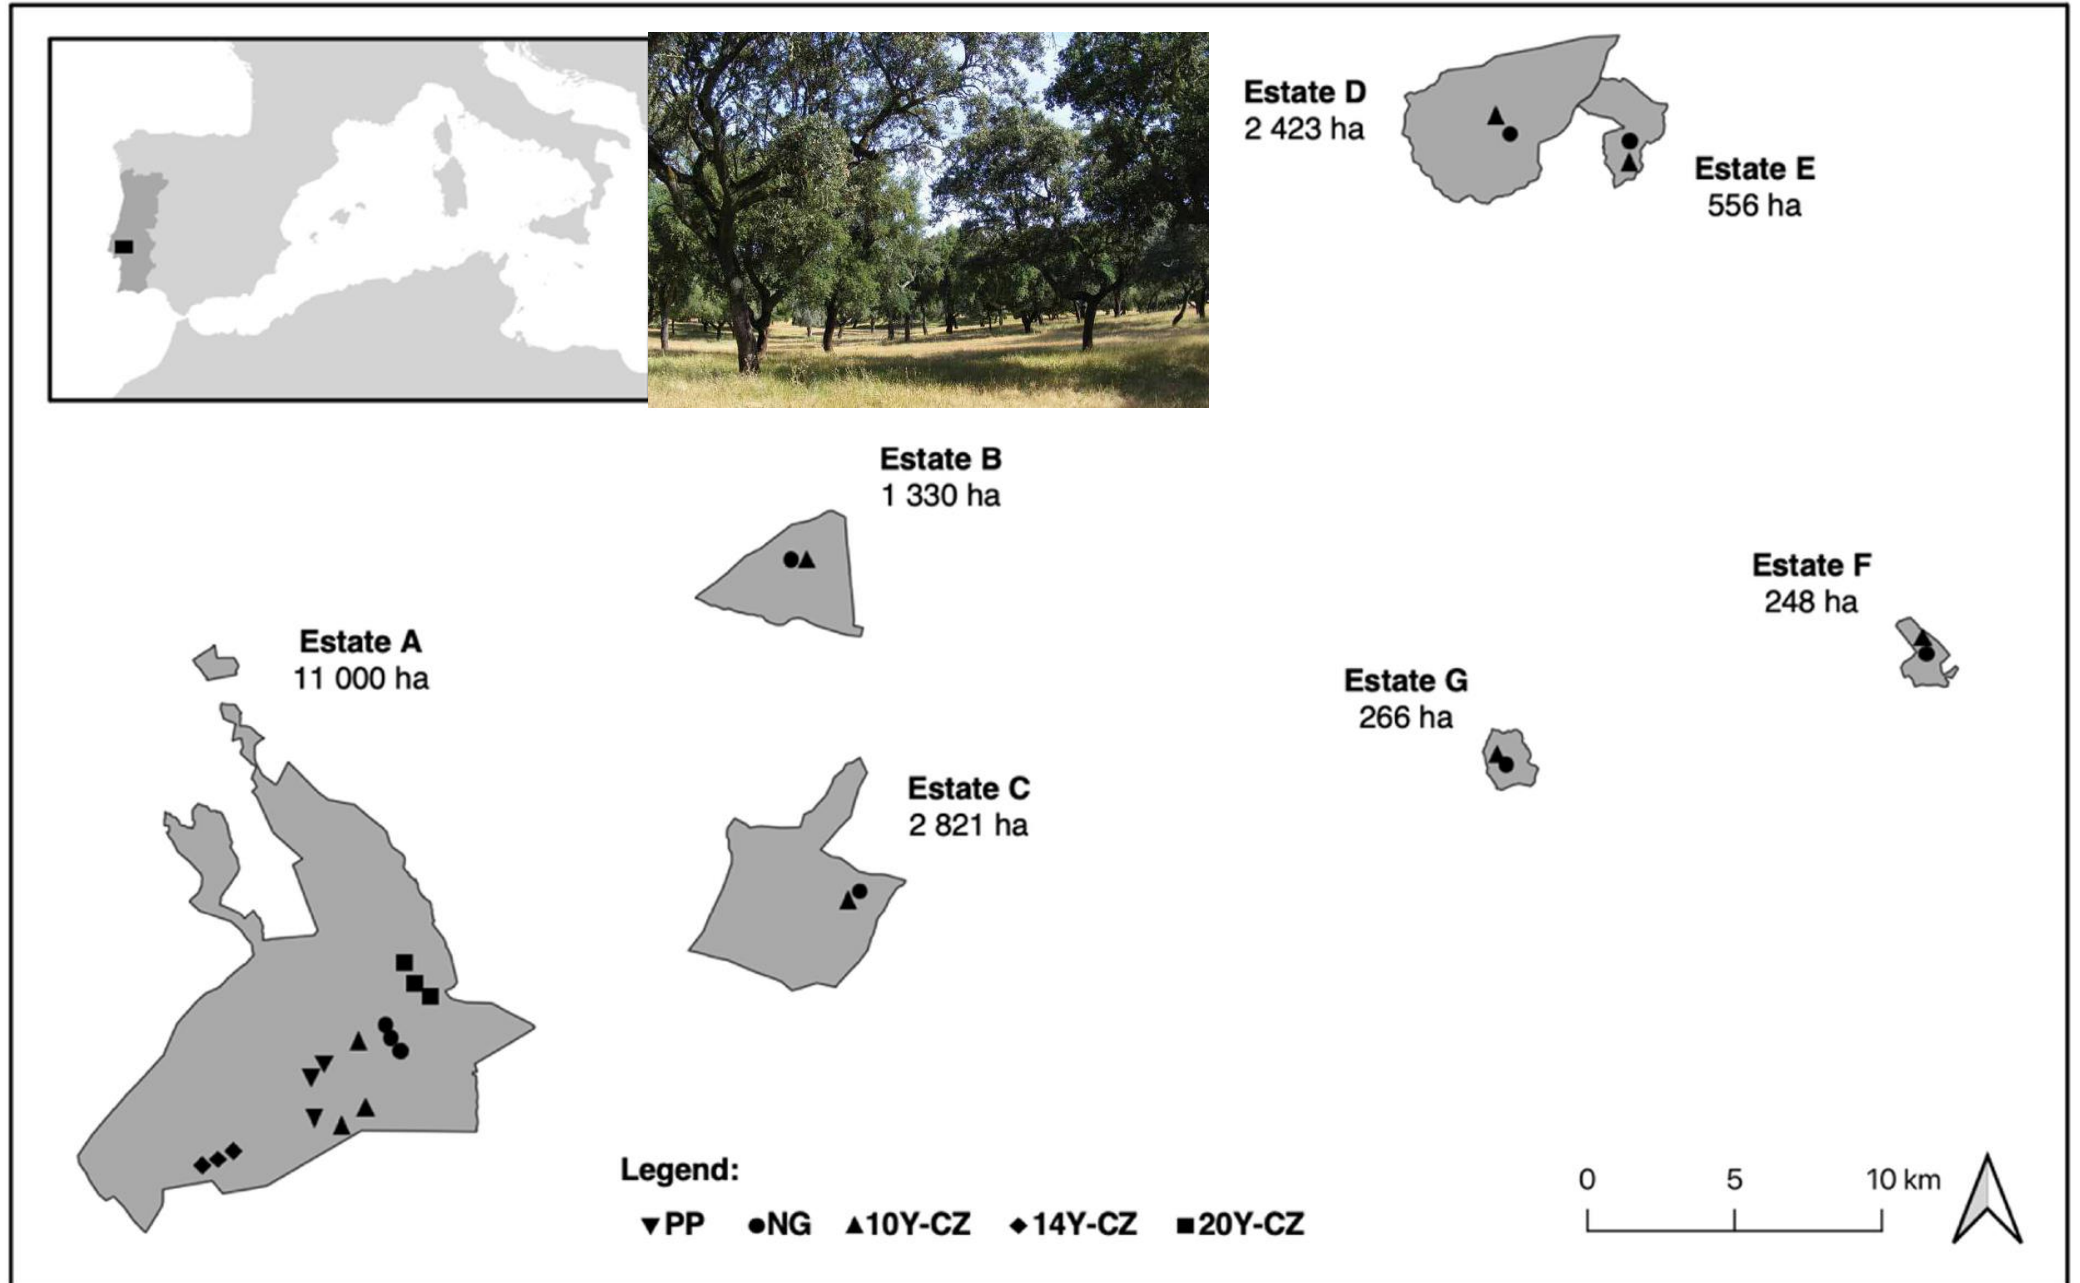 Estate D
2 423 ha
Estate E
556 ha
Estate B
1 330 ha
Estate F
248 ha
Estate A
11 000 ha
Estate G
266 ha
Estate C
2 821 ha
Legend:
PP NG 10Y-CZ 14Y-CZ 20Y-CZ
0 5 10 km